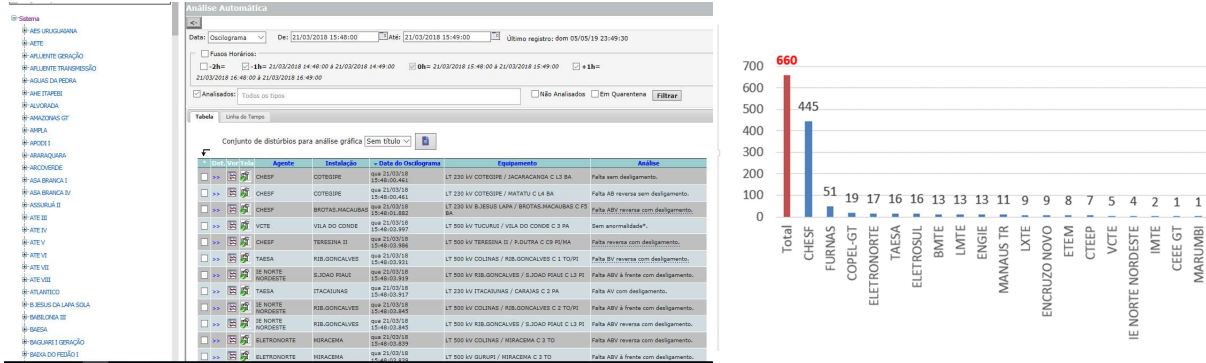 Sistema
AES URUGUAIANA
AETE
AFLUENTE GERAÇÃO
AFLUENTE TRANSMISSÃO
AGUAS DA PEDRA
AHE ITAPEBI
ALVORADA
AMAZONAS GT
AMPLA
APODI I
ARARAQUARA
ARCOVERDE
ASA BRANCA I
ASA BRANCA IV
ASSURUÁ II
ATE III
ATE IV
ATE V
ATE VI
ATE VII
ATE VIII
ATLANTICO
B JESUS DA LAPA SOLA
BABILONIA III
BAESA
BAGUARI I GERAÇÃO
BAIXA DO FEIJÃO I
Análise Automática
<-
Data: Oscilograma De: 21/03/2018 15:48:00 Até: 21/03/2018 15:49:00 Último registro: dom 05/05/19 23:49:30
Fusos Horários:
-2h= -1h= 21/03/2018 14:48:00 à 21/03/2018 14:49:00 0h= 21/03/2018 15:48:00 à 21/03/2018 15:49:00 +1h=
21/03/2018 16:48:00 à 21/03/2018 16:49:00
Analisados: Todos os tipos Não Analisados Em Quarentena Filtrar
Tabela Linha de Tempo
Conjunto de distúrbios para análise gráfica Sem título
* Det. Ver Tela Agente Instalação Data do Oscilograma Equipamento Análise
>> CHESF COTEGIPE qua 21/03/18 15:48:00.461 LT 230 kV COTEGIPE / JACARACANGA C L3 BA Falta sem desligamento.
>> CHESF COTEGIPE qua 21/03/18 15:48:00.461 LT 230 kV COTEGIPE / MATATU C L4 BA Falta AB reversa sem desligamento.
>> CHESF BROTAS.MACAUBAS qua 21/03/18 15:48:01.882 LT 230 kV B.JESUS LAPA / BROTAS.MACAUBAS C F5 BA Falta ABV reversa com desligamento.
>> VCTE VILA DO CONDE qua 21/03/18 15:48:03.997 LT 500 kV TUCURUI / VILA DO CONDE C 3 PA Sem anormalidade*.
>> CHESF TERESINA II qua 21/03/18 15:48:03.986 LT 500 kV TERESINA II / P.DUTRA C C9 PI/MA Falta reversa com desligamento.
>> TAESA RIB.GONCALVES qua 21/03/18 15:48:03.931 LT 500 kV COLINAS / RIB.GONCALVES C 1 TO/PI Falta BV reversa com desligamento.
>> IE NORTE NORDESTE S.JOAO PIAUI qua 21/03/18 15:48:03.919 LT 500 kV RIB.GONCALVES / S.JOAO PIAUI C L3 PI Falta ABV à frente com desligamento.
>> TAESA ITACAIUNAS qua 21/03/18 15:48:03.917 LT 230 kV ITACAIUNAS / CARAJAS C 2 PA Falta AV com desligamento.
>> IE NORTE NORDESTE RIB.GONCALVES qua 21/03/18 15:48:03.845 LT 500 kV COLINAS / RIB.GONCALVES C 2 TO/PI Falta ABV à frente com desligamento.
>> IE NORTE NORDESTE RIB.GONCALVES qua 21/03/18 15:48:03.845 LT 500 kV RIB.GONCALVES / S.JOAO PIAUI C L3 PI Falta ABV reversa com desligamento.
>> ELETRONORTE MIRACEMA qua 21/03/18 15:48:03.839 LT 500 kV COLINAS / MIRACEMA C 3 TO Falta ABV reversa com desligamento.
>> ELETRONORTE MIRACEMA qua 21/03/18 15:48:03.839 LT 500 kV GURUPI / MIRACEMA C 3 TO Falta ABV à frente com desligamento.
700
600
500
400
300
200
100
0
660 445 51 19 17 16 16 13 13 13 11 9 9 8 7 5 4 2 1 1
Total
CHESF
FURNAS
COPEL-GT
ELETRONORTE
TAESA
ELETROSUL
BMTE
LMTE
ENGIE
MANAUS TR
LXTE
ENCRUZO NOVO
ETEM
CTEEP
VCTE
IE NORTE NORDESTE
IMTE
CEEE GT
MARUMBI